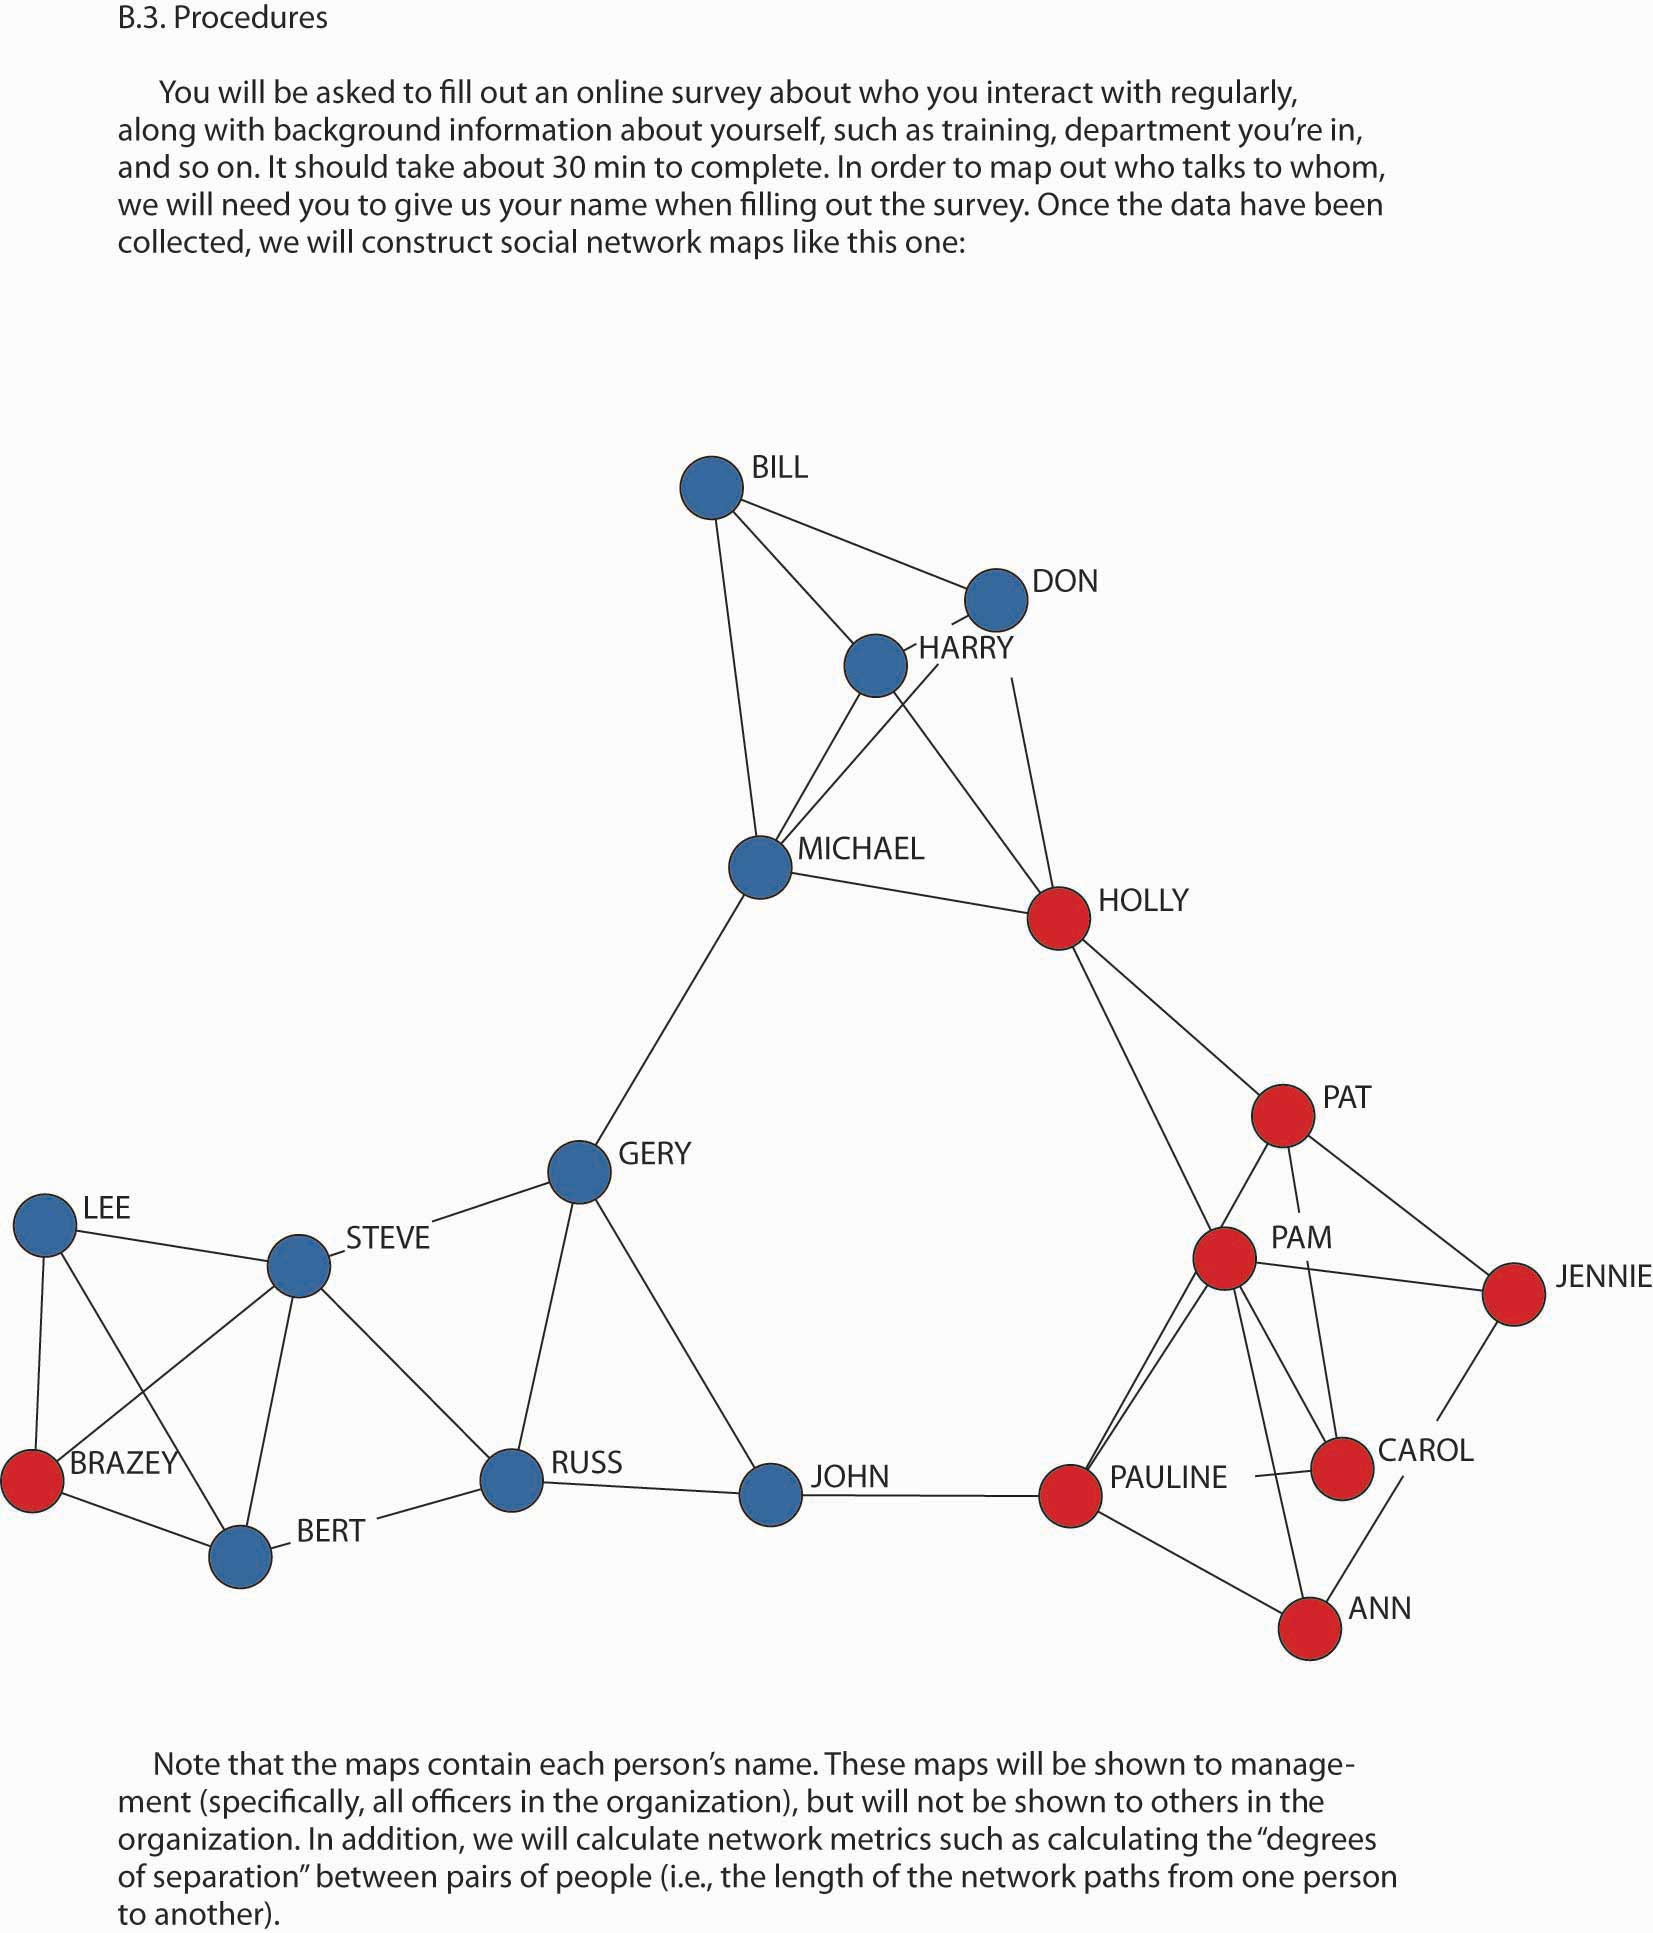 B.3. Procedures
You will be asked to fill out an online survey about who you interact with regularly,
along with background information about yourself, such as training, department you’re in,
and so on. It should take about 30 min to complete. In order to map out who talks to whom,
we will need you to give us your name when filling out the survey. Once the data have been
collected, we will construct social network maps like this one:
BILL
DON
HARRY
MICHAEL
HOLLY
PAT
GERY
LEE
STEVE
PAM
JENNIE
CAROL
BRAZEY
RUSS
JOHN
PAULINE
BERT
ANN
Note that the maps contain each person’s name. These maps will be shown to manage-
ment (specifically, all officers in the organization), but will not be shown to others in the
organization. In addition, we will calculate network metrics such as calculating the “degrees
of separation” between pairs of people (i.e., the length of the network paths from one person
to another).